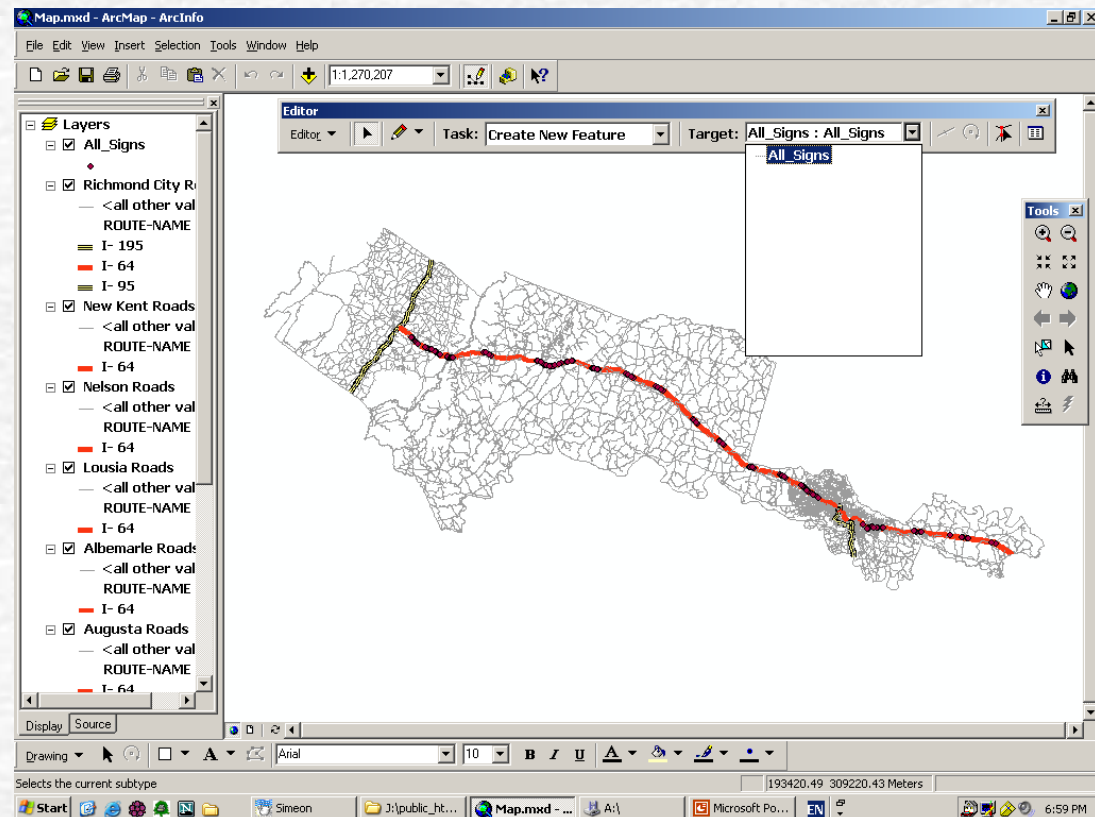 Map.mxd - ArcMap - ArcInfo
File Edit View Insert Selection Tools Window Help
1:1,270,207
Layers
All_Signs
Richmond City R
<all other val
ROUTE-NAME
I- 195
I- 64
I- 95
New Kent Roads
<all other val
ROUTE-NAME
I- 64
Nelson Roads
<all other val
ROUTE-NAME
I- 64
Lousia Roads
<all other val
ROUTE-NAME
I- 64
Albemarle Roads
<all other val
ROUTE-NAME
I- 64
Augusta Roads
<all other val
ROUTE-NAME
I- 64
Display Source
Editor
Editor Task: Create New Feature Target: All_Signs : All_Signs
All_Signs
Tools
Drawing A Arial 10 B I U A
Selects the current subtype
193420.49 309220.43 Meters
Start Simeon J:\public_ht... Map.mxd - ... A:\ Microsoft Po... EN 6:59 PM